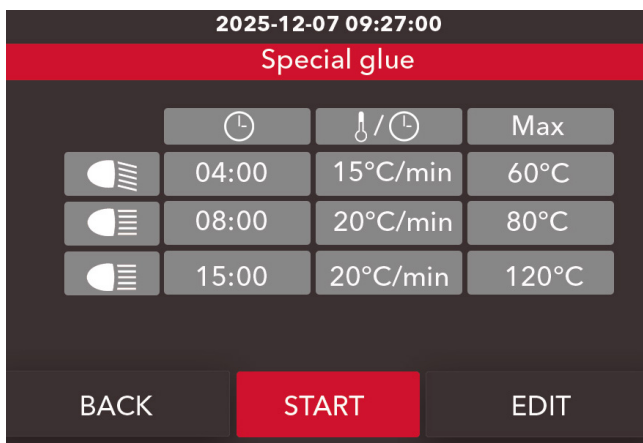 2025-12-07 09:27:00
Special glue
/ Max
04:00 15°C/min 60°C
08:00 20°C/min 80°C
15:00 20°C/min 120°C
BACK START EDIT